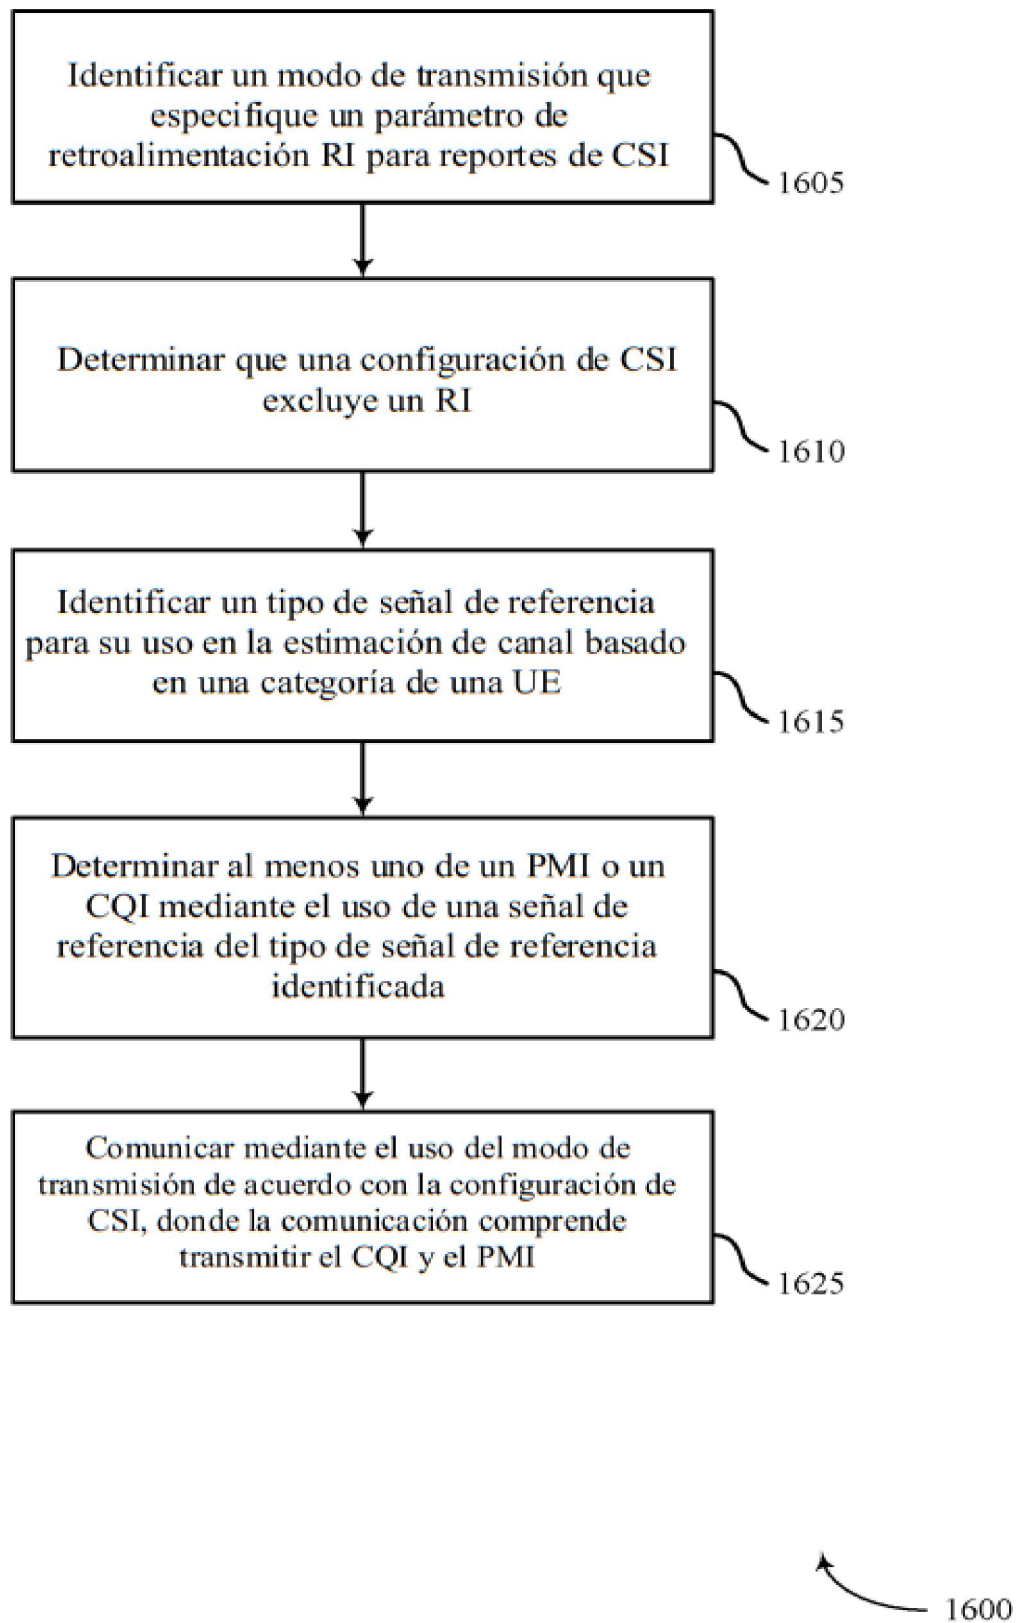 Identificar un modo de transmisión que
especifique un parámetro de
retroalimentación RI para reportes de CSI
1605
Determinar que una configuración de CSI
excluye un RI
1610
Identificar un tipo de señal de referencia
para su uso en la estimación de canal basado
en una categoría de una UE
1615
Determinar al menos uno de un PMI o un
CQI mediante el uso de una señal de
referencia del tipo de señal de referencia
identificada
1620
Comunicar mediante el uso del modo de
transmisión de acuerdo con la configuración de
CSI, donde la comunicación comprende
transmitir el CQI y el PMI
1625
1600